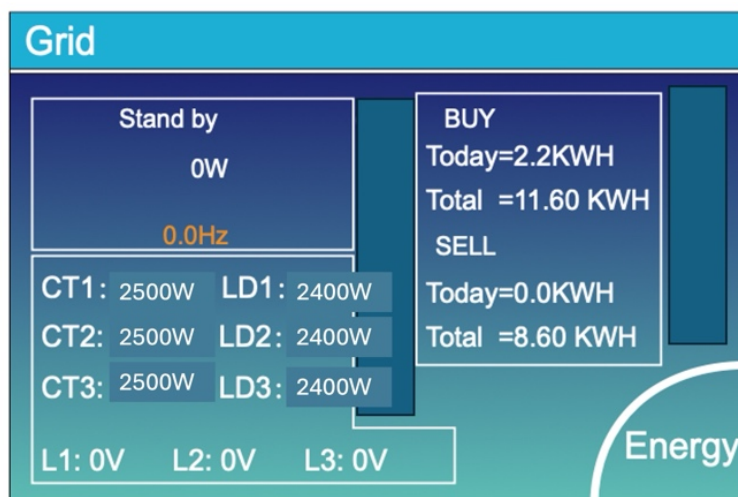 Grid
Stand by
0W
0.0Hz
CT1: 2500W LD1: 2400W
CT2: 2500W LD2: 2400W
CT3: 2500W LD3: 2400W
L1: 0V L2: 0V L3: 0V
BUY
Today=2.2KWH
Total =11.60 KWH
SELL
Today=0.0KWH
Total =8.60 KWH
Energy